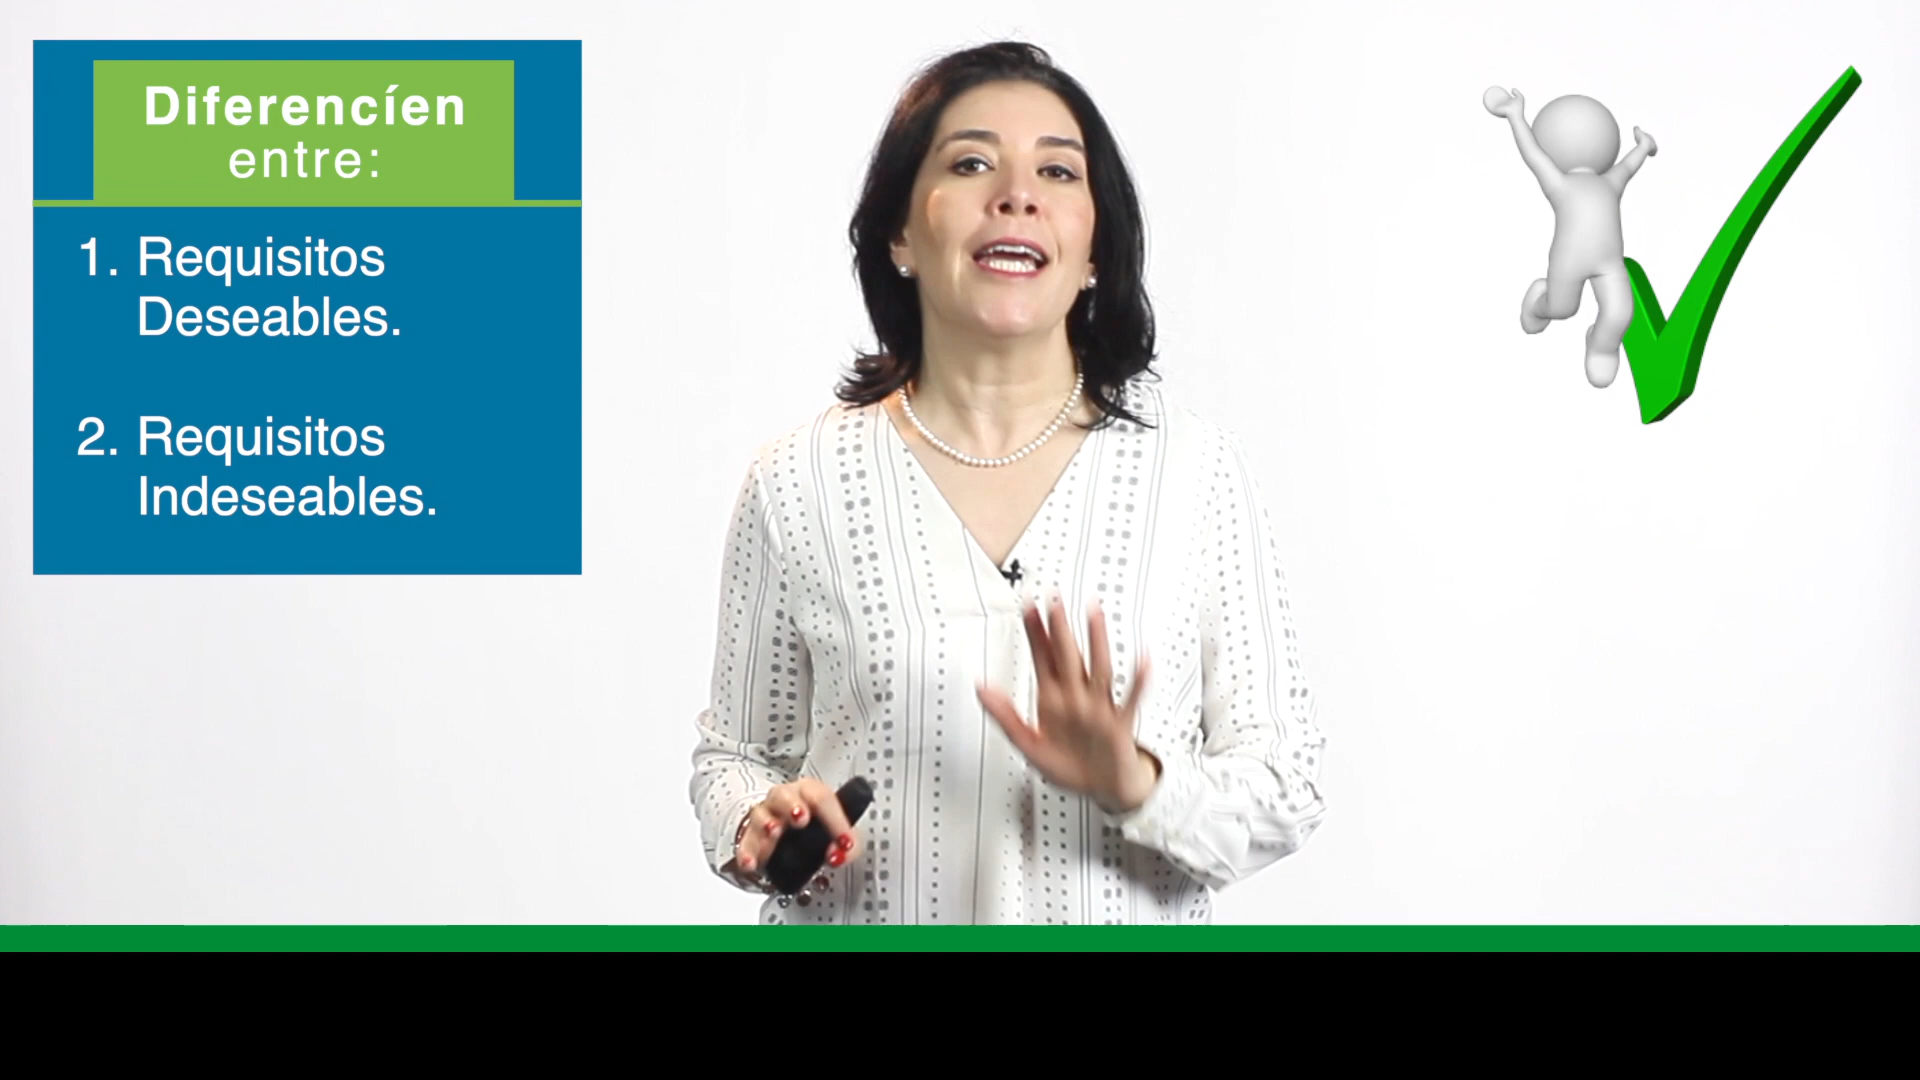 Diferencíen
entre:
1. Requisitos
Deseables.
2. Requisitos
Indeseables.